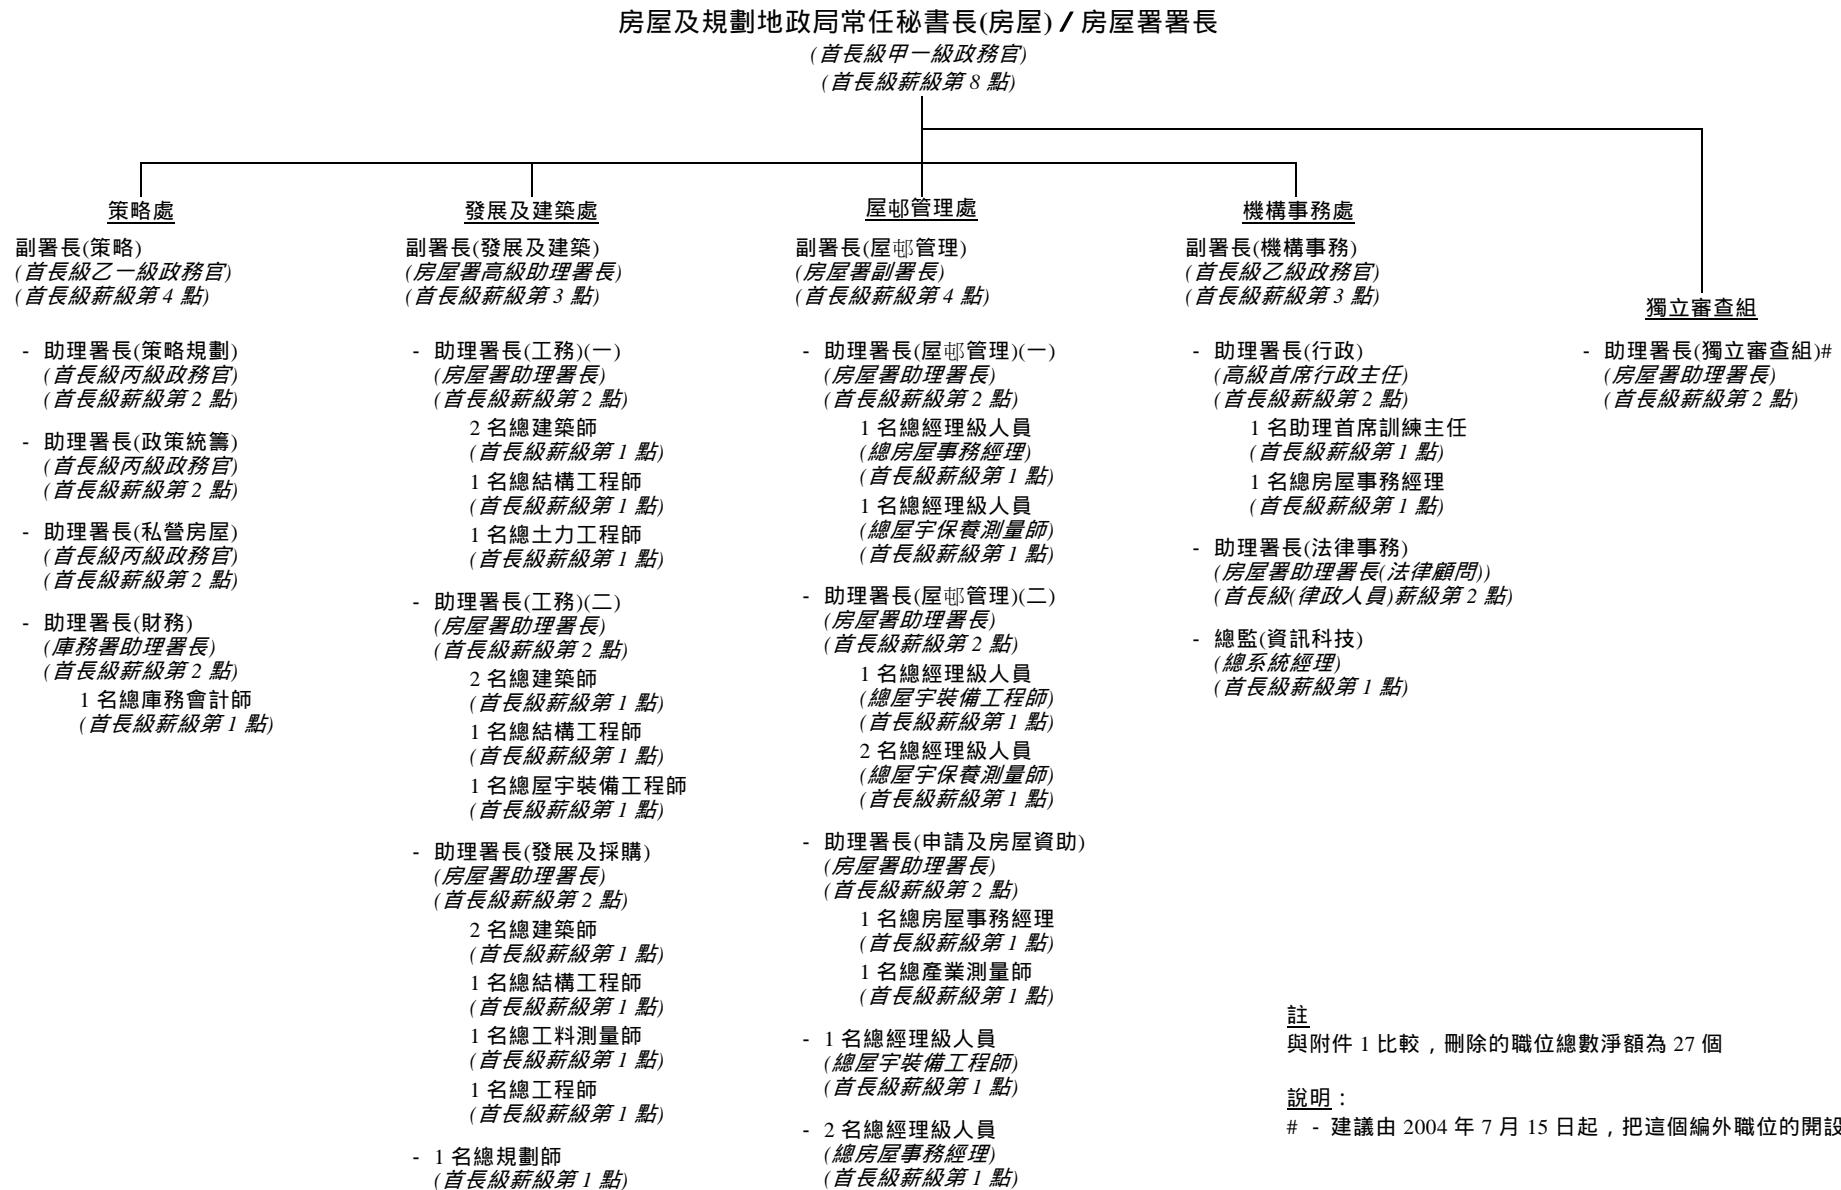 房屋及規劃地政局常任秘書長(房屋) / 房屋署署長
(首長級甲一級政務官)
(首長級薪級第 8 點)
策略處
副署長(策略)
(首長級乙一級政務官)
(首長級薪級第 4 點)
- 助理署長(策略規劃)
(首長級丙級政務官)
(首長級薪級第 2 點)
- 助理署長(政策統籌)
(首長級丙級政務官)
(首長級薪級第 2 點)
- 助理署長(私營房屋)
(首長級丙級政務官)
(首長級薪級第 2 點)
- 助理署長(財務)
(庫務署助理署長)
(首長級薪級第 2 點)
1 名總庫務會計師
(首長級薪級第 1 點)
發展及建築處
副署長(發展及建築)
(房屋署高級助理署長)
(首長級薪級第 3 點)
- 助理署長(工務)(一)
(房屋署助理署長)
(首長級薪級第 2 點)
2 名總建築師
(首長級薪級第 1 點)
1 名總結構工程師
(首長級薪級第 1 點)
1 名總土力工程師
(首長級薪級第 1 點)
- 助理署長(工務)(二)
(房屋署助理署長)
(首長級薪級第 2 點)
2 名總建築師
(首長級薪級第 1 點)
1 名總結構工程師
(首長級薪級第 1 點)
1 名總屋宇裝備工程師
(首長級薪級第 1 點)
- 助理署長(發展及採購)
(房屋署助理署長)
(首長級薪級第 2 點)
2 名總建築師
(首長級薪級第 1 點)
1 名總結構工程師
(首長級薪級第 1 點)
1 名總工料測量師
(首長級薪級第 1 點)
1 名總工程師
(首長級薪級第 1 點)
- 1 名總規劃師
(首長級薪級第 1 點)
屋邨管理處
副署長(屋邨管理)
(房屋署副署長)
(首長級薪級第 4 點)
- 助理署長(屋邨管理)(一)
(房屋署助理署長)
(首長級薪級第 2 點)
1 名總經理級人員
(總房屋事務經理)
(首長級薪級第 1 點)
1 名總經理級人員
(總屋宇保養測量師)
(首長級薪級第 1 點)
- 助理署長(屋邨管理)(二)
(房屋署助理署長)
(首長級薪級第 2 點)
1 名總經理級人員
(總屋宇裝備工程師)
(首長級薪級第 1 點)
2 名總經理級人員
(總屋宇保養測量師)
(首長級薪級第 1 點)
- 助理署長(申請及房屋資助)
(房屋署助理署長)
(首長級薪級第 2 點)
1 名總房屋事務經理
(首長級薪級第 1 點)
1 名總產業測量師
(首長級薪級第 1 點)
- 1 名總經理級人員
(總屋宇裝備工程師)
(首長級薪級第 1 點)
- 2 名總經理級人員
(總房屋事務經理)
(首長級薪級第 1 點)
機構事務處
副署長(機構事務)
(首長級乙級政務官)
(首長級薪級第 3 點)
- 助理署長(行政)
(高級首席行政主任)
(首長級薪級第 2 點)
1 名助理首席訓練主任
(首長級薪級第 1 點)
1 名總房屋事務經理
(首長級薪級第 1 點)
- 助理署長(法律事務)
(房屋署助理署長(法律顧問))
(首長級(律政人員)薪級第 2 點)
- 總監(資訊科技)
(總系統經理)
(首長級薪級第 1 點)
獨立審查組
- 助理署長(獨立審查組)#
(房屋署助理署長)
(首長級薪級第 2 點)
註
與附件 1 比較，刪除的職位總數淨額為 27 個
說明：
# - 建議由 2004 年 7 月 15 日起，把這個編外職位的開設